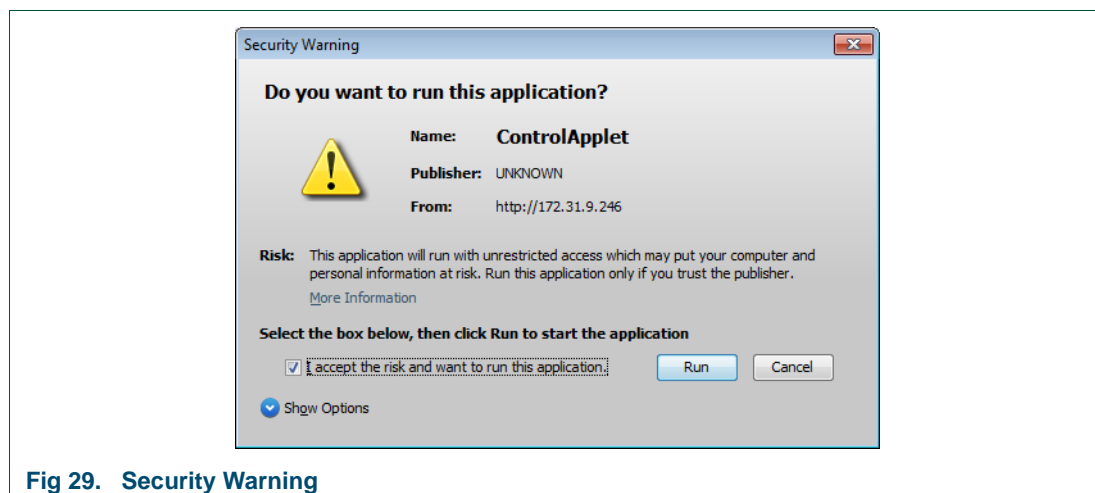 Security Warning
Do you want to run this application?
Name: ControlApplet
Publisher: UNKNOWN
From: http://172.31.9.246
Risk: This application will run with unrestricted access which may put your computer and
personal information at risk. Run this application only if you trust the publisher.
More Information
Select the box below, then click Run to start the application
I accept the risk and want to run this application.
Run Cancel
Show Options
Fig 29. Security Warning